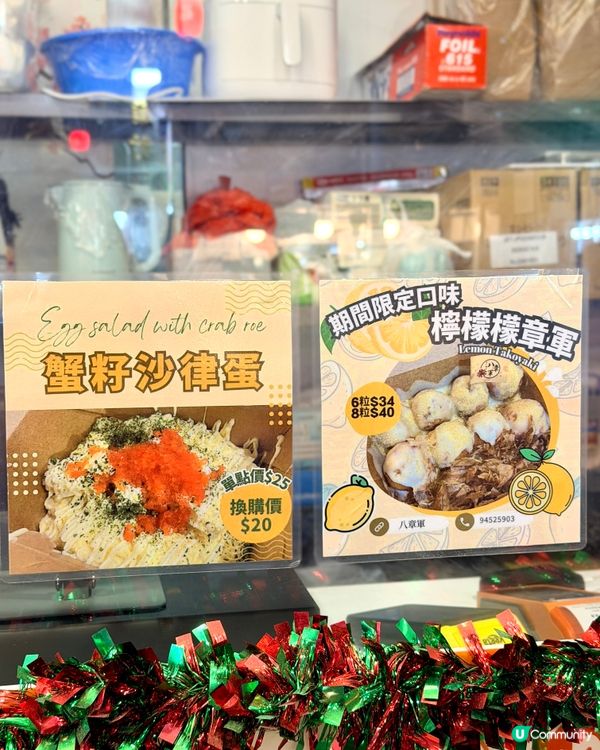 FOIL
615
Egg salad with crab roe
蟹籽沙律蛋
單點價$25
換購價
$20
期間限定口味
檸檬檬章軍
Lemon Takoyaki
6粒$34
8粒$40
八章軍
94525903
U Community